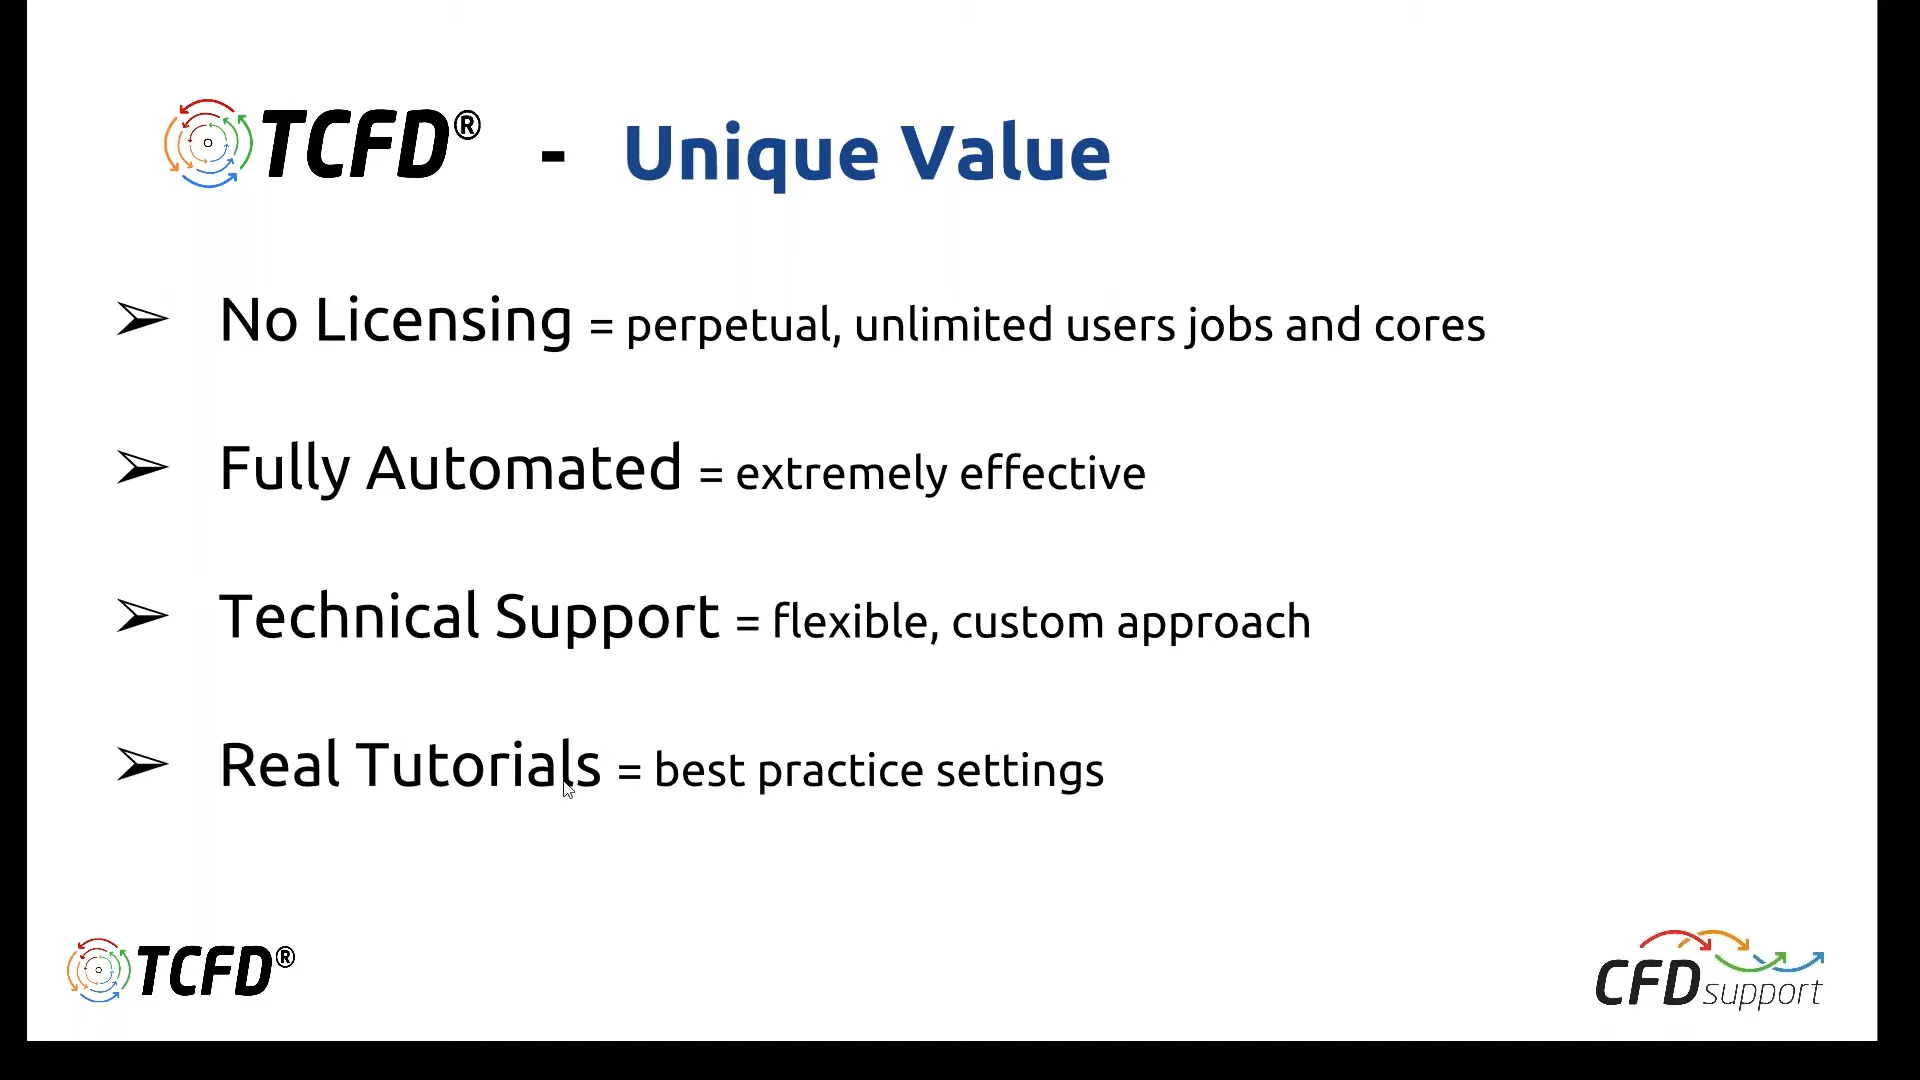 TCFD® - Unique Value
➢ No Licensing = perpetual, unlimited users jobs and cores
➢ Fully Automated = extremely effective
➢ Technical Support = flexible, custom approach
➢ Real Tutorials = best practice settings
TCFD®
CFD support